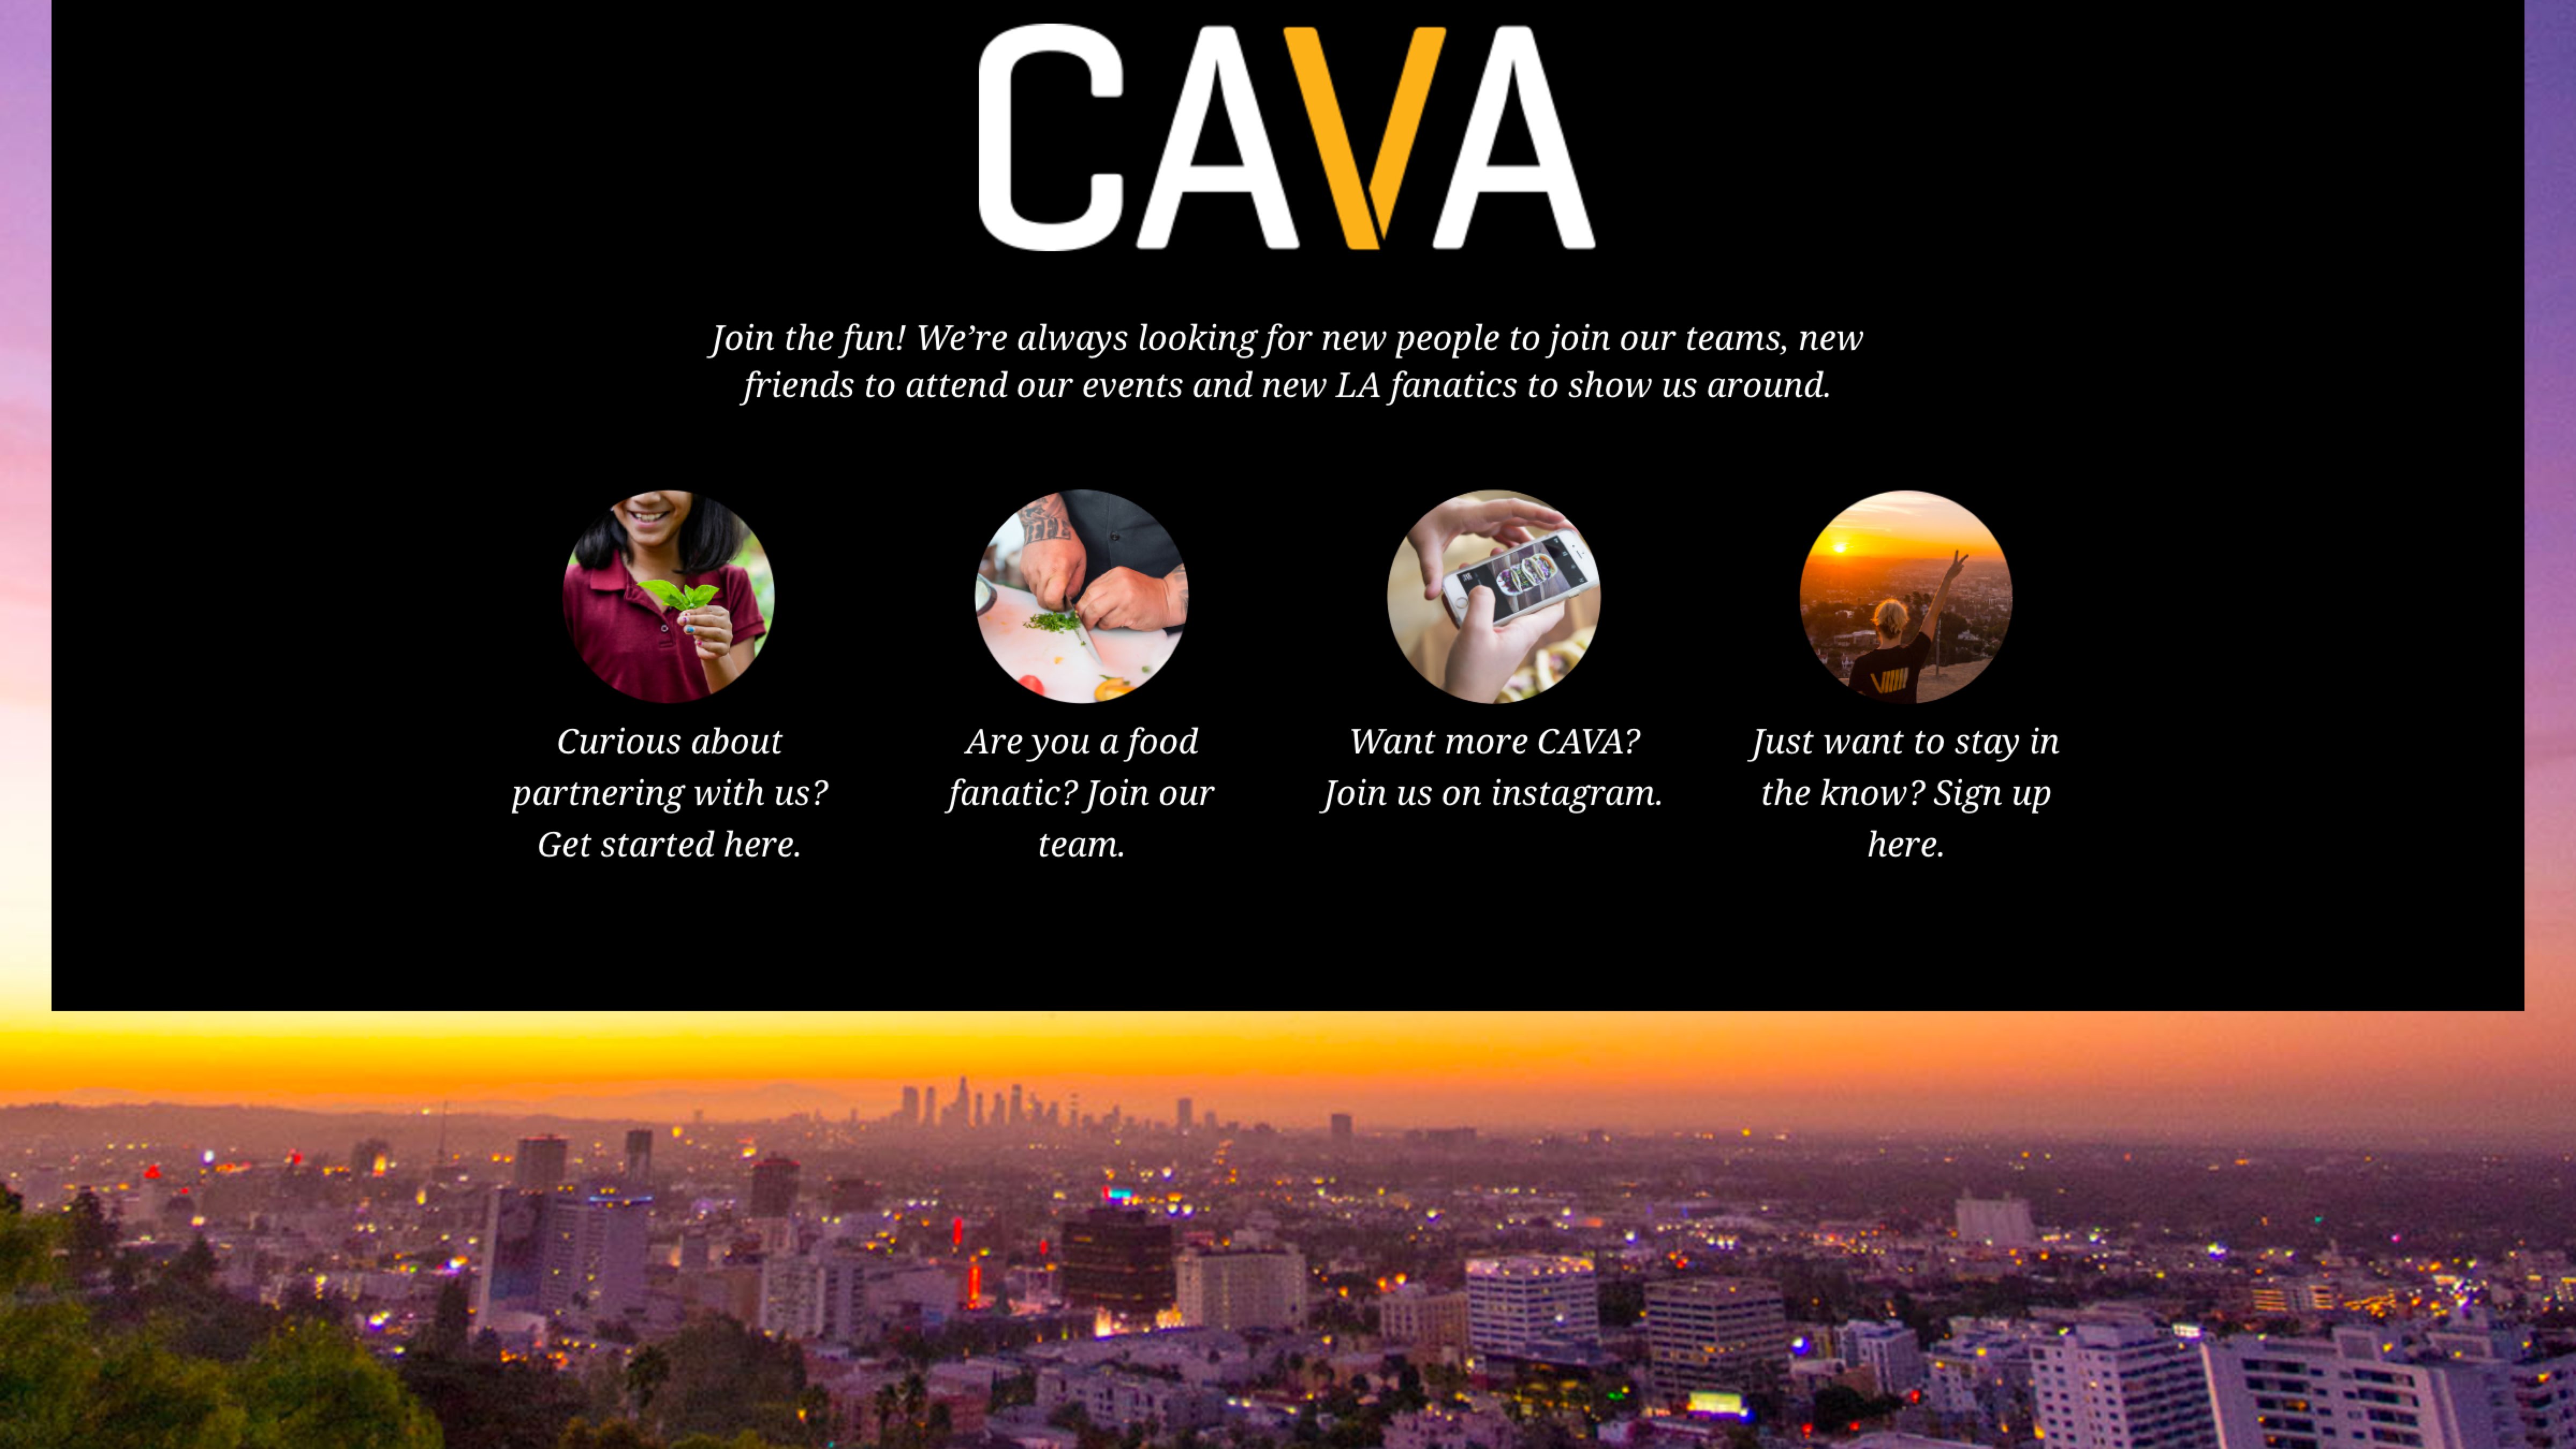 CAVA
Join the fun! We’re always looking for new people to join our teams, new
friends to attend our events and new LA fanatics to show us around.
Curious about
partnering with us?
Get started here.
Are you a food
fanatic? Join our
team.
Want more CAVA?
Join us on instagram.
Just want to stay in
the know? Sign up
here.